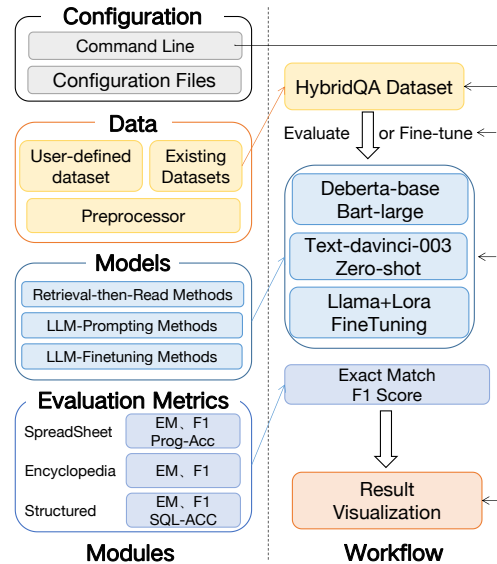 Configuration
Command Line
Configuration Files
Data
User-defined
dataset
Existing
Datasets
Preprocessor
Models
Retrieval-then-Read Methods
LLM-Prompting Methods
LLM-Finetuning Methods
Evaluation Metrics
SpreadSheet
EM、F1
Prog-Acc
Encyclopedia
EM、F1
Structured
EM、F1
SQL-ACC
Modules
HybridQA Dataset
Evaluate or Fine-tune
Deberta-base
Bart-large
Text-davinci-003
Zero-shot
Llama+Lora
FineTuning
Exact Match
F1 Score
Result
Visualization
Workflow